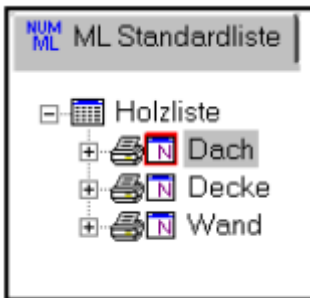 NUM
ML ML Standardliste
Holzliste
N Dach
N Decke
N Wand